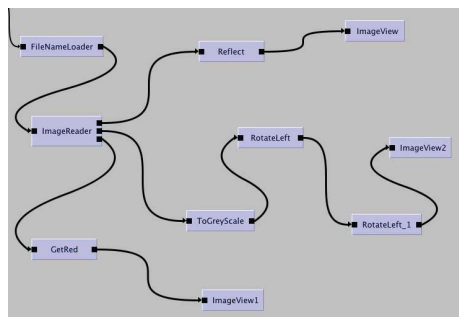 ImageView
FileNameLoader
Reflect
ImageReader
RotateLeft
ImageView2
ToGreyScale
RotateLeft_1
GetRed
ImageView1